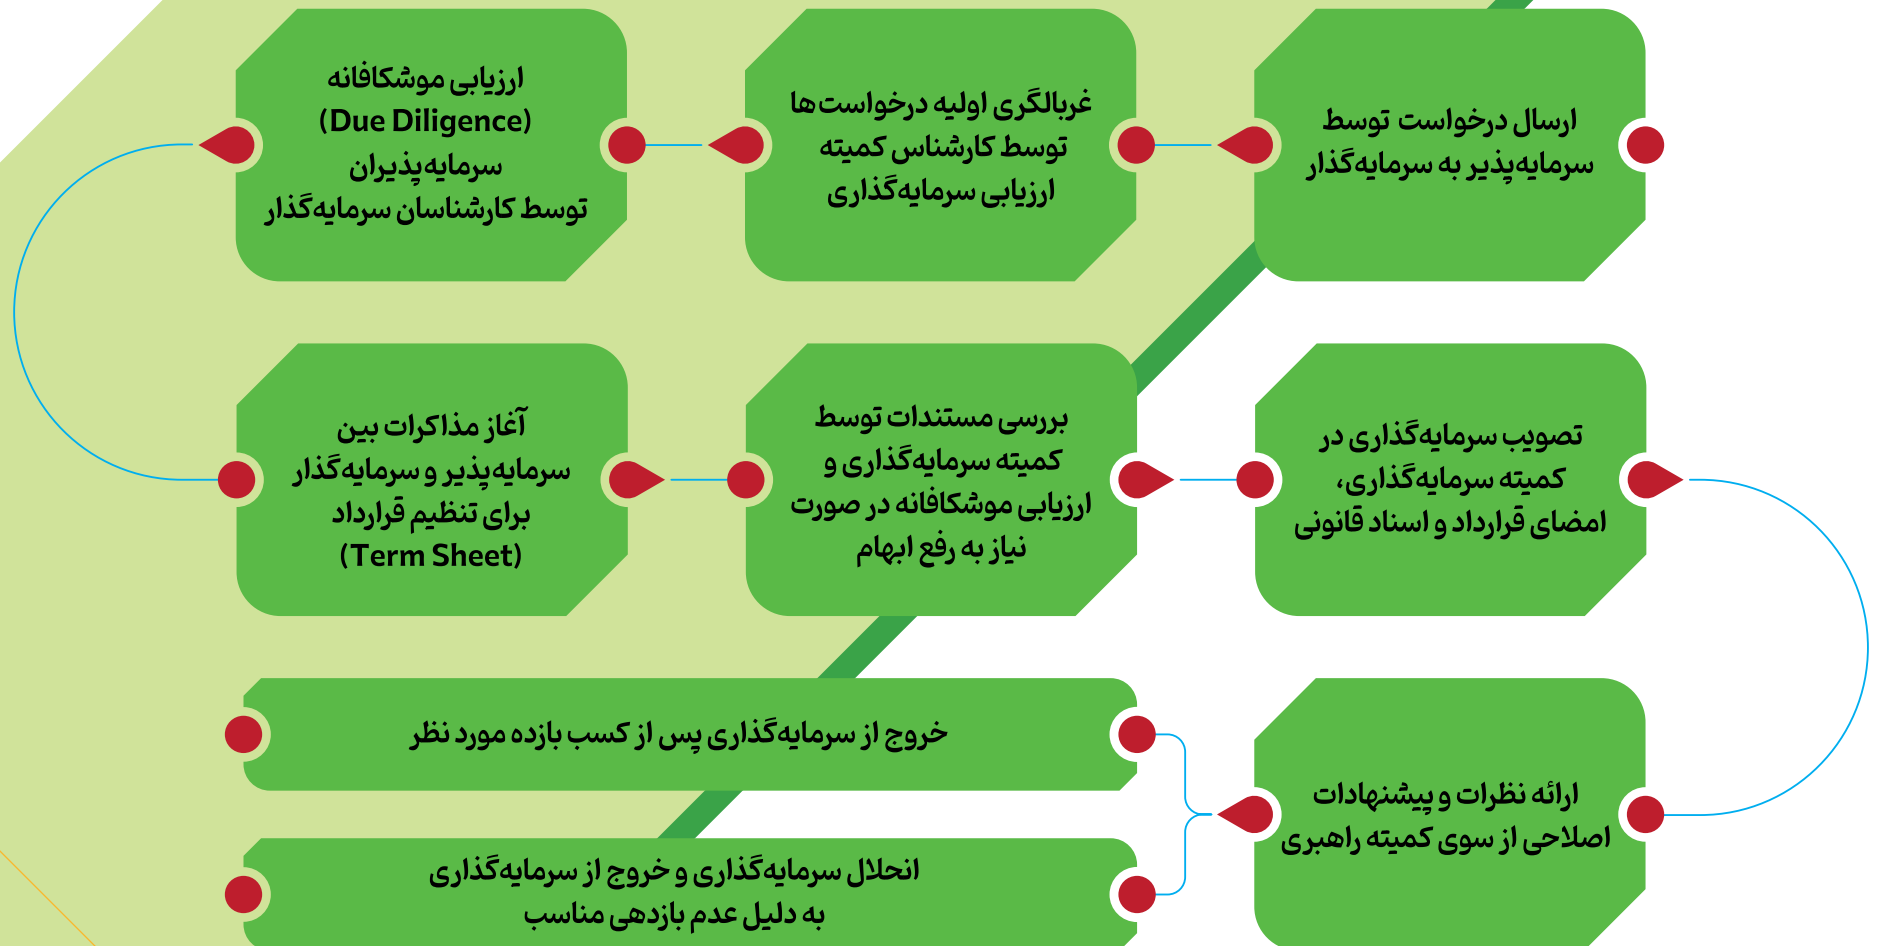 ارسال درخواست توسط
سرمایه‌پذیر به سرمایه‌گذار
غربالگری اولیه درخواست‌ها
توسط کارشناس کمیته
ارزیابی سرمایه‌گذاری
ارزیابی موشکافانه
(Due Diligence)
سرمایه‌پذیران
توسط کارشناسان سرمایه‌گذار
آغاز مذاکرات بین
سرمایه‌پذیر و سرمایه‌گذار
برای تنظیم قرارداد
(Term Sheet)
بررسی مستندات توسط
کمیته سرمایه‌گذاری و
ارزیابی موشکافانه در صورت
نیاز به رفع ابهام
تصویب سرمایه‌گذاری در
کمیته سرمایه‌گذاری،
امضای قرارداد و اسناد قانونی
ارائه نظرات و پیشنهادات
اصلاحی از سوی کمیته راهبری
خروج از سرمایه‌گذاری پس از کسب بازده مورد نظر
انحلال سرمایه‌گذاری و خروج از سرمایه‌گذاری
به دلیل عدم بازدهی مناسب